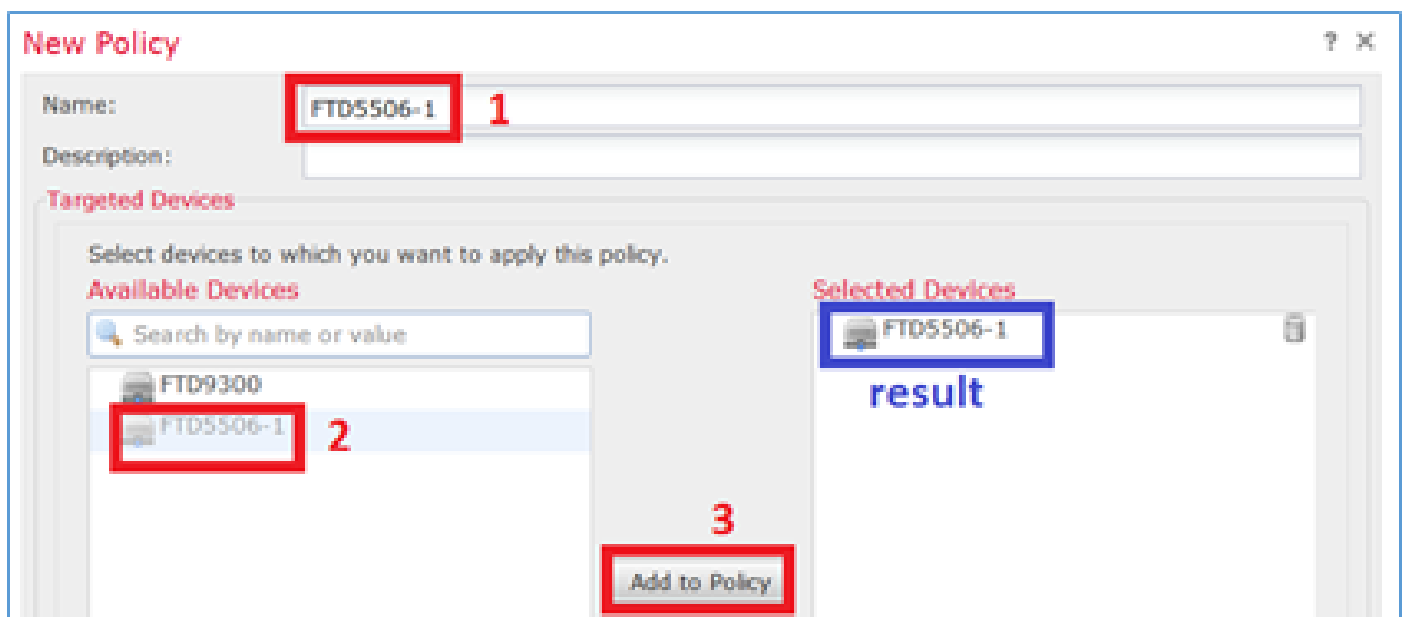 New Policy ? X
Name: FTD5506-1 1
Description:
Targeted Devices
Select devices to which you want to apply this policy.
Available Devices
Search by name or value
FTD9300
FTD5506-1 2
Selected Devices
FTD5506-1
result
3
Add to Policy